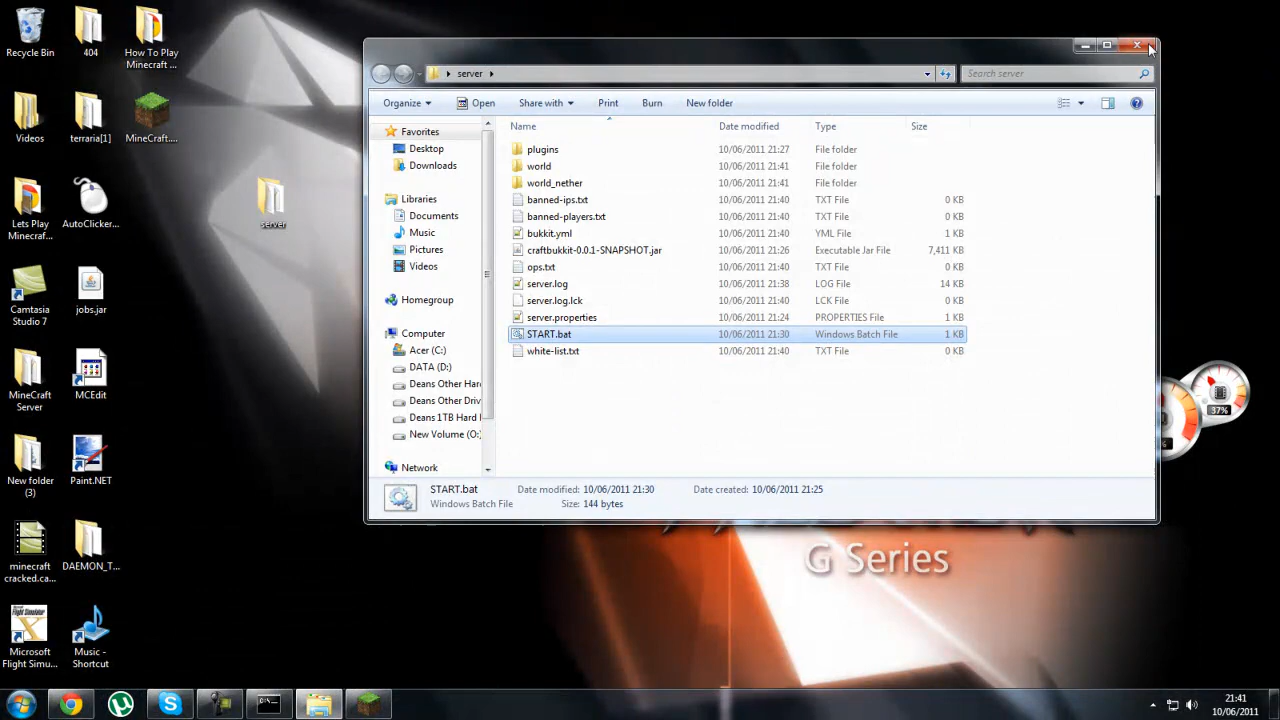 Recycle Bin
404
How To Play
Minecraft ...
Videos
terraria[1]
MineCraft....
Lets Play
Minecraf...
AutoClicker...
server
Camtasia
Studio 7
jobs.jar
MineCraft
Server
MCEdit
New folder
(3)
Paint.NET
minecraft
cracked.ca...
DAEMON_T...
Microsoft
Flight Simu...
Music -
Shortcut
server
Search server
Organize
Open
Share with
Print
Burn
New folder
Name
Date modified
Type
Size
Favorites
Desktop
Downloads
Libraries
Documents
Music
Pictures
Videos
Homegroup
Computer
Acer (C:)
DATA (D:)
Deans Other Har
Deans Other Driv
Deans 1TB Hard
New Volume (O:)
Network
plugins 10/06/2011 21:27 File folder
world 10/06/2011 21:41 File folder
world_nether 10/06/2011 21:41 File folder
banned-ips.txt 10/06/2011 21:40 TXT File 0 KB
banned-players.txt 10/06/2011 21:40 TXT File 0 KB
bukkit.yml 10/06/2011 21:40 YML File 1 KB
craftbukkit-0.0.1-SNAPSHOT.jar 10/06/2011 21:26 Executable Jar File 7,411 KB
ops.txt 10/06/2011 21:40 TXT File 0 KB
server.log 10/06/2011 21:38 LOG File 14 KB
server.log.lck 10/06/2011 21:40 LCK File 0 KB
server.properties 10/06/2011 21:24 PROPERTIES File 1 KB
START.bat 10/06/2011 21:30 Windows Batch File 1 KB
white-list.txt 10/06/2011 21:40 TXT File 0 KB
START.bat Date modified: 10/06/2011 21:30 Date created: 10/06/2011 21:25
Windows Batch File Size: 144 bytes
37%
G Series
21:41
10/06/2011